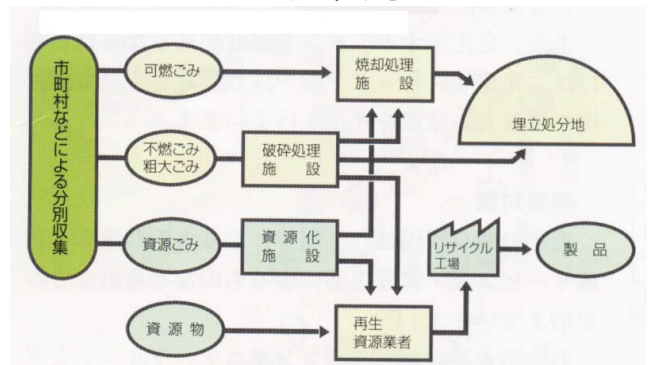 市町村などによる分別収集
可燃ごみ
焼却処理
施設
埋立処分地
不燃ごみ
粗大ごみ
破砕処理
施設
資源ごみ
資源化
施設
リサイクル
工場
製品
資源物
再生
資源業者